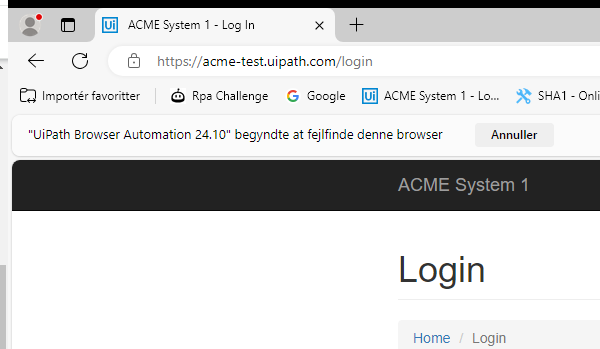 Ui ACME System 1 - Log In
https://acme-test.uipath.com/login
Importér favoritter Rpa Challenge G Google Ui ACME System 1 - Lo... SHA1 - Onli
"UiPath Browser Automation 24.10" begyndte at fejlfinde denne browser Annuller
ACME System 1
Login
Home / Login